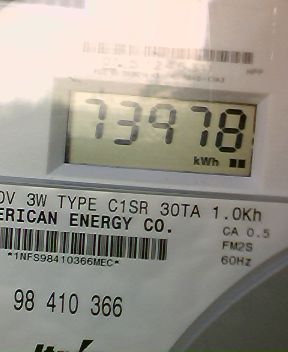 73978
kWh
0V 3W TYPE C1SR 30TA 1.0Kh
ERICAN ENERGY CO.
CA 0.5
*1NFS98410366MEC*
FM2S
60Hz
98 410 366